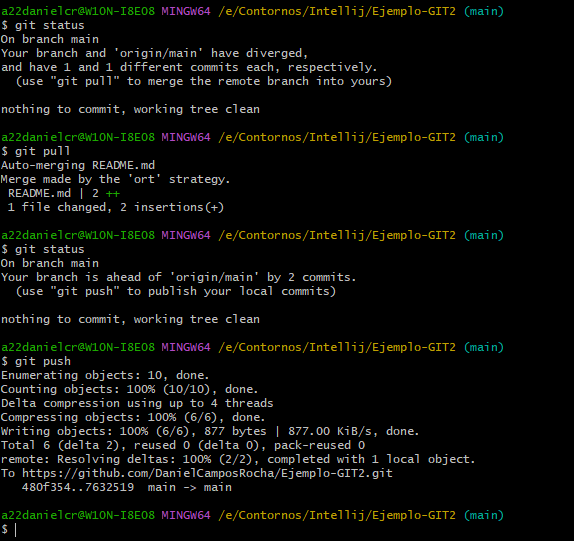 a22danielcr@W10N-I8E08 MINGW64 /e/Contornos/Intellij/Ejemplo-GIT2 (main)
$ git status
On branch main
Your branch and 'origin/main' have diverged,
and have 1 and 1 different commits each, respectively.
  (use "git pull" to merge the remote branch into yours)

nothing to commit, working tree clean

a22danielcr@W10N-I8E08 MINGW64 /e/Contornos/Intellij/Ejemplo-GIT2 (main)
$ git pull
Auto-merging README.md
Merge made by the 'ort' strategy.
 README.md | 2 ++
 1 file changed, 2 insertions(+)

a22danielcr@W10N-I8E08 MINGW64 /e/Contornos/Intellij/Ejemplo-GIT2 (main)
$ git status
On branch main
Your branch is ahead of 'origin/main' by 2 commits.
  (use "git push" to publish your local commits)

nothing to commit, working tree clean

a22danielcr@W10N-I8E08 MINGW64 /e/Contornos/Intellij/Ejemplo-GIT2 (main)
$ git push
Enumerating objects: 10, done.
Counting objects: 100% (10/10), done.
Delta compression using up to 4 threads
Compressing objects: 100% (6/6), done.
Writing objects: 100% (6/6), 877 bytes | 877.00 KiB/s, done.
Total 6 (delta 2), reused 0 (delta 0), pack-reused 0
remote: Resolving deltas: 100% (2/2), completed with 1 local object.
To https://github.com/DanielCamposRocha/Ejemplo-GIT2.git
   480f354..7632519  main -> main

a22danielcr@W10N-I8E08 MINGW64 /e/Contornos/Intellij/Ejemplo-GIT2 (main)
$